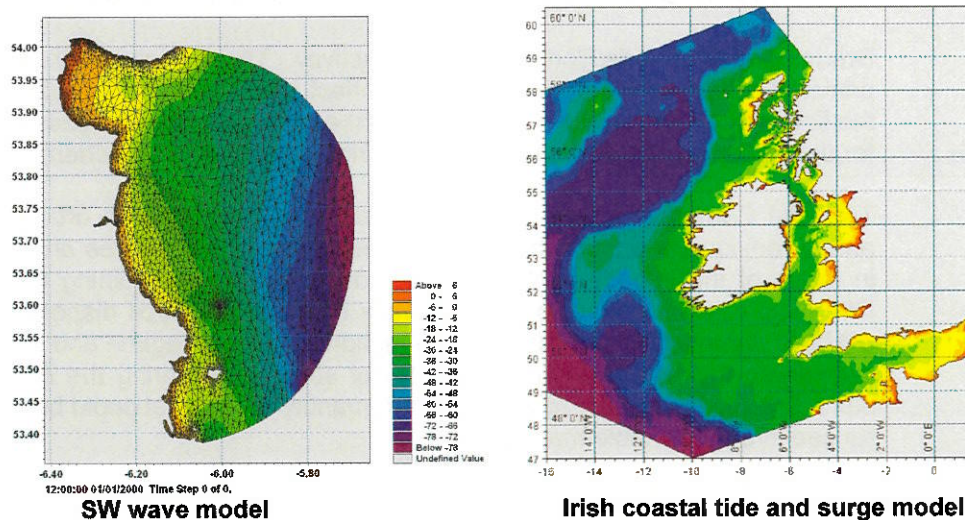 54.00
53.95
53.90
53.85
53.80
53.75
53.70
53.65
53.60
53.55
53.50
53.45
53.40
-6.40 -6.20 -6.00 -5.80
12:00:00 01/01/2000 Time Step 0 of 0.
SW wave model
Above 6
0 - 6
-6 - 0
-12 - -6
-18 - -12
-24 - -18
-30 - -24
-36 - -30
-42 - -36
-48 - -42
-54 - -48
-60 - -54
-66 - -60
-72 - -66
-78 - -72
Below -78
Undefined Value
60
59
58
57
56
55
54
53
52
51
50
49
48
47
60° 0'N
50° 0'N
48° 0'N
14° 0'W
12°
8°
6° 0'W
4° 0'W
2° 0'W
0° 0'E
-15 -14 -12 -10 -8 -6 -4 -2 0
Irish coastal tide and surge model